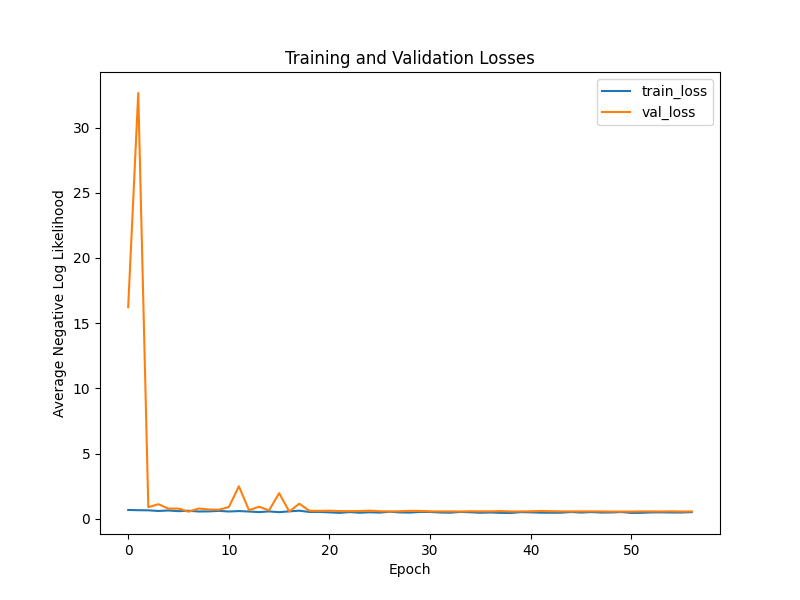 Training and Validation Losses
train_loss
val_loss
Average Negative Log Likelihood
30
25
20
15
10
5
0
0 10 20 30 40 50
Epoch